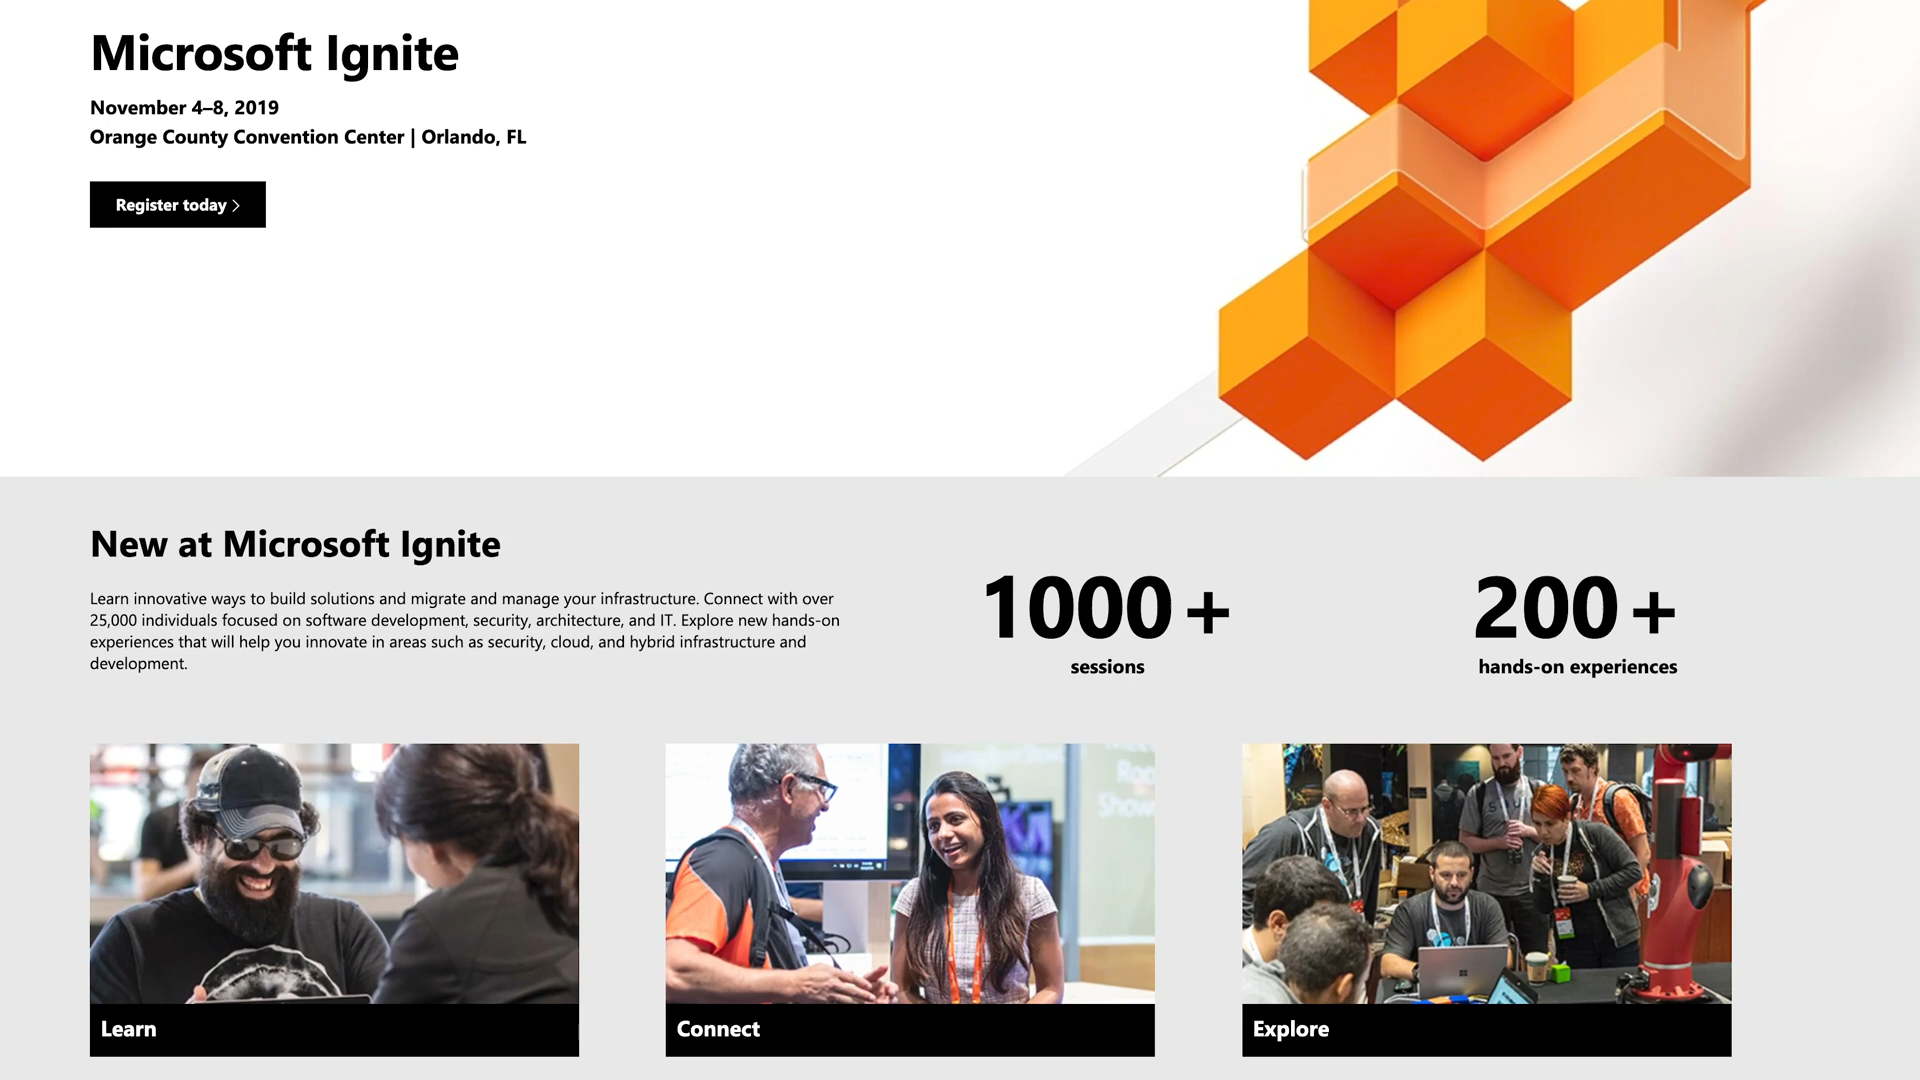 Microsoft Ignite
November 4–8, 2019
Orange County Convention Center | Orlando, FL
Register today
New at Microsoft Ignite
Learn innovative ways to build solutions and migrate and manage your infrastructure. Connect with over
25,000 individuals focused on software development, security, architecture, and IT. Explore new hands-on
experiences that will help you innovate in areas such as security, cloud, and hybrid infrastructure and
development.
1000+
sessions
200+
hands-on experiences
Learn
Connect
Explore